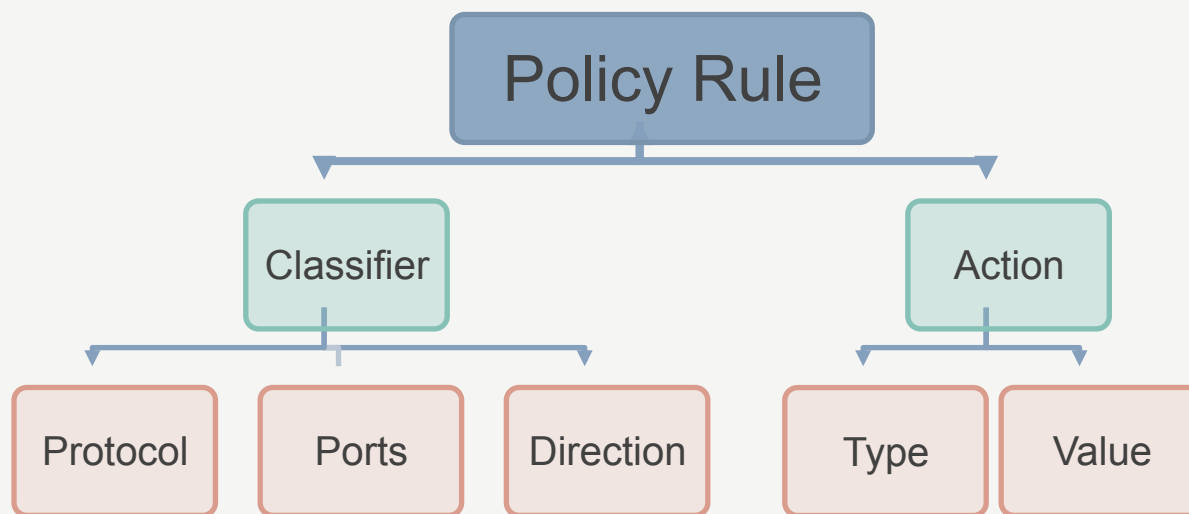 Policy Rule
Classifier
Action
Protocol
Ports
Direction
Type
Value